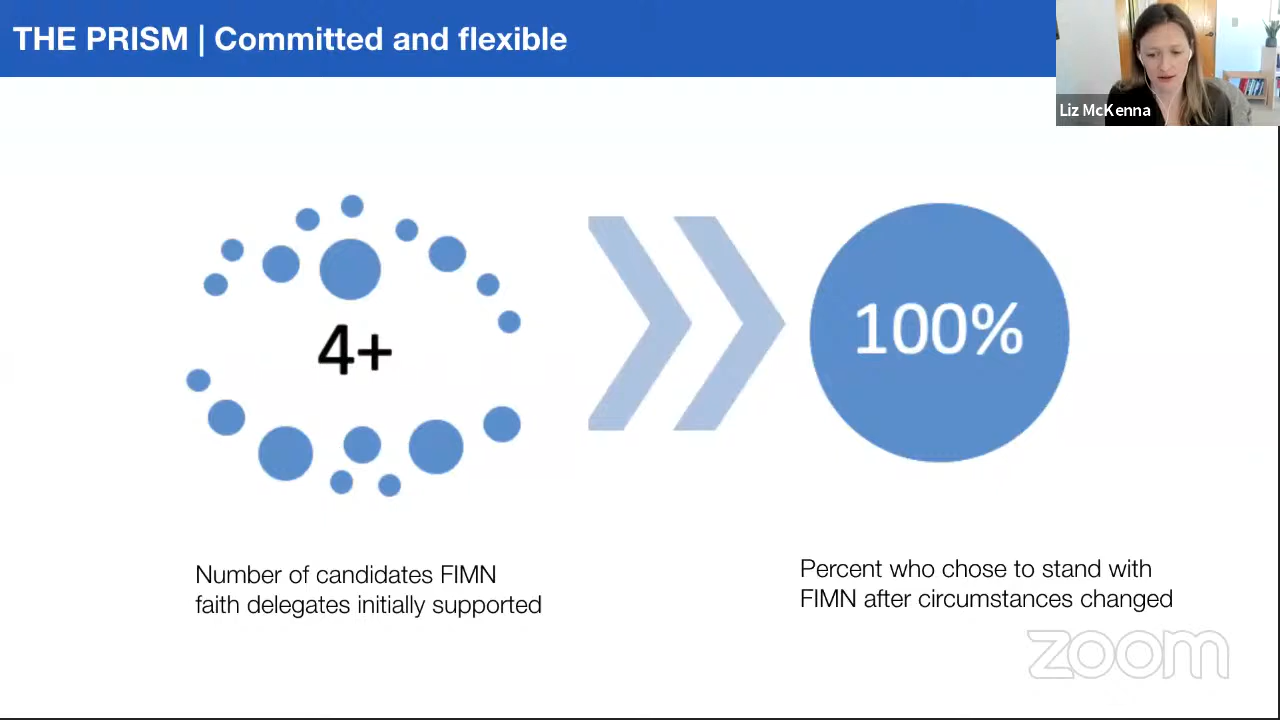 THE PRISM | Committed and flexible
Liz McKenna
4+
100%
Number of candidates FIMN
faith delegates initially supported
Percent who chose to stand with
FIMN after circumstances changed
zoom